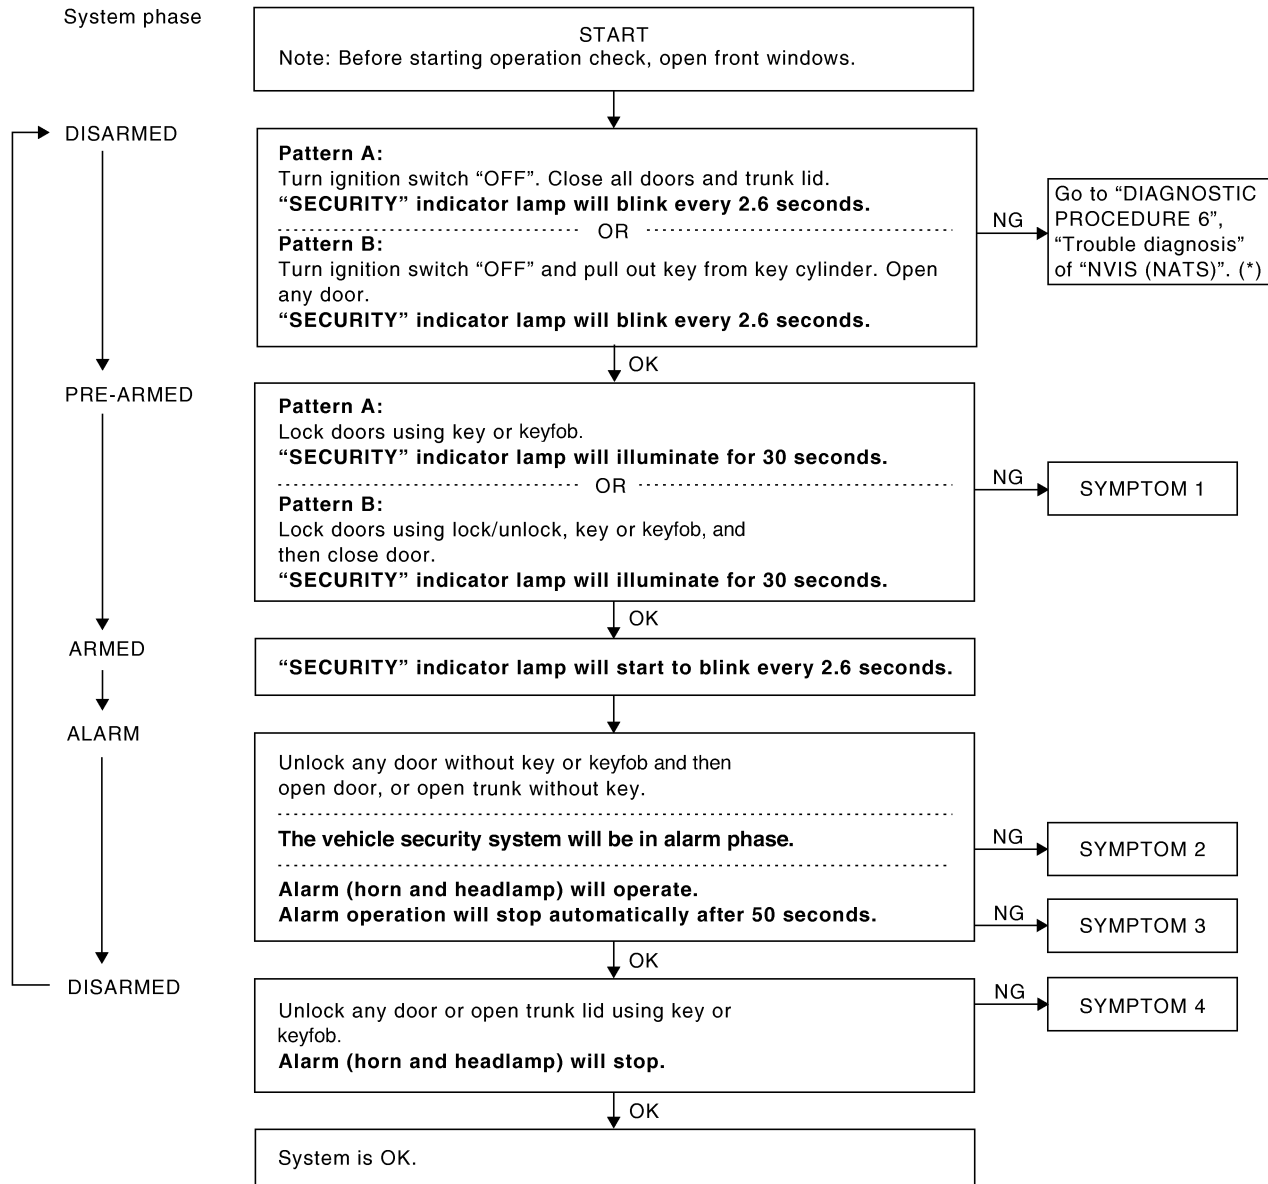 System phase
START
Note: Before starting operation check, open front windows.
DISARMED
Pattern A:
Turn ignition switch “OFF”. Close all doors and trunk lid.
“SECURITY” indicator lamp will blink every 2.6 seconds.
OR
Pattern B:
Turn ignition switch “OFF” and pull out key from key cylinder. Open
any door.
“SECURITY” indicator lamp will blink every 2.6 seconds.
NG
Go to “DIAGNOSTIC
PROCEDURE 6”,
“Trouble diagnosis”
of “NVIS (NATS)”. (*)
OK
PRE-ARMED
Pattern A:
Lock doors using key or keyfob.
“SECURITY” indicator lamp will illuminate for 30 seconds.
OR
Pattern B:
Lock doors using lock/unlock, key or keyfob, and
then close door.
“SECURITY” indicator lamp will illuminate for 30 seconds.
NG
SYMPTOM 1
OK
ARMED
“SECURITY” indicator lamp will start to blink every 2.6 seconds.
ALARM
Unlock any door without key or keyfob and then
open door, or open trunk without key.
The vehicle security system will be in alarm phase.
NG
SYMPTOM 2
Alarm (horn and headlamp) will operate.
Alarm operation will stop automatically after 50 seconds.
NG
SYMPTOM 3
OK
DISARMED
Unlock any door or open trunk lid using key or
keyfob.
Alarm (horn and headlamp) will stop.
NG
SYMPTOM 4
OK
System is OK.